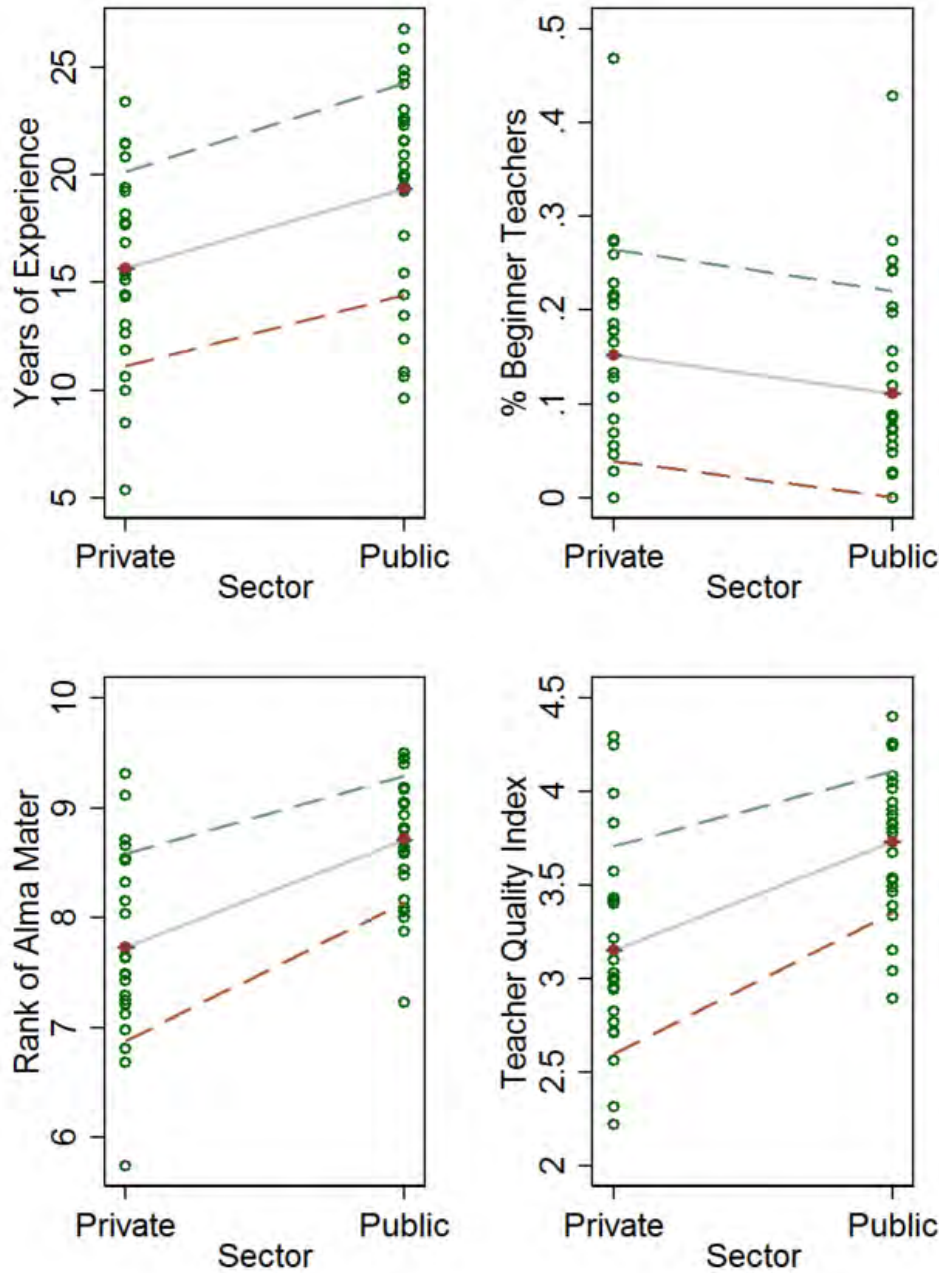 Years of Experience
25
20
15
10
5
Private
Public
Sector
% Beginner Teachers
.5
.4
.3
.2
.1
0
Private
Public
Sector
Rank of Alma Mater
10
9
8
7
6
Private
Public
Sector
Teacher Quality Index
4.5
4
3.5
3
2.5
2
Private
Public
Sector